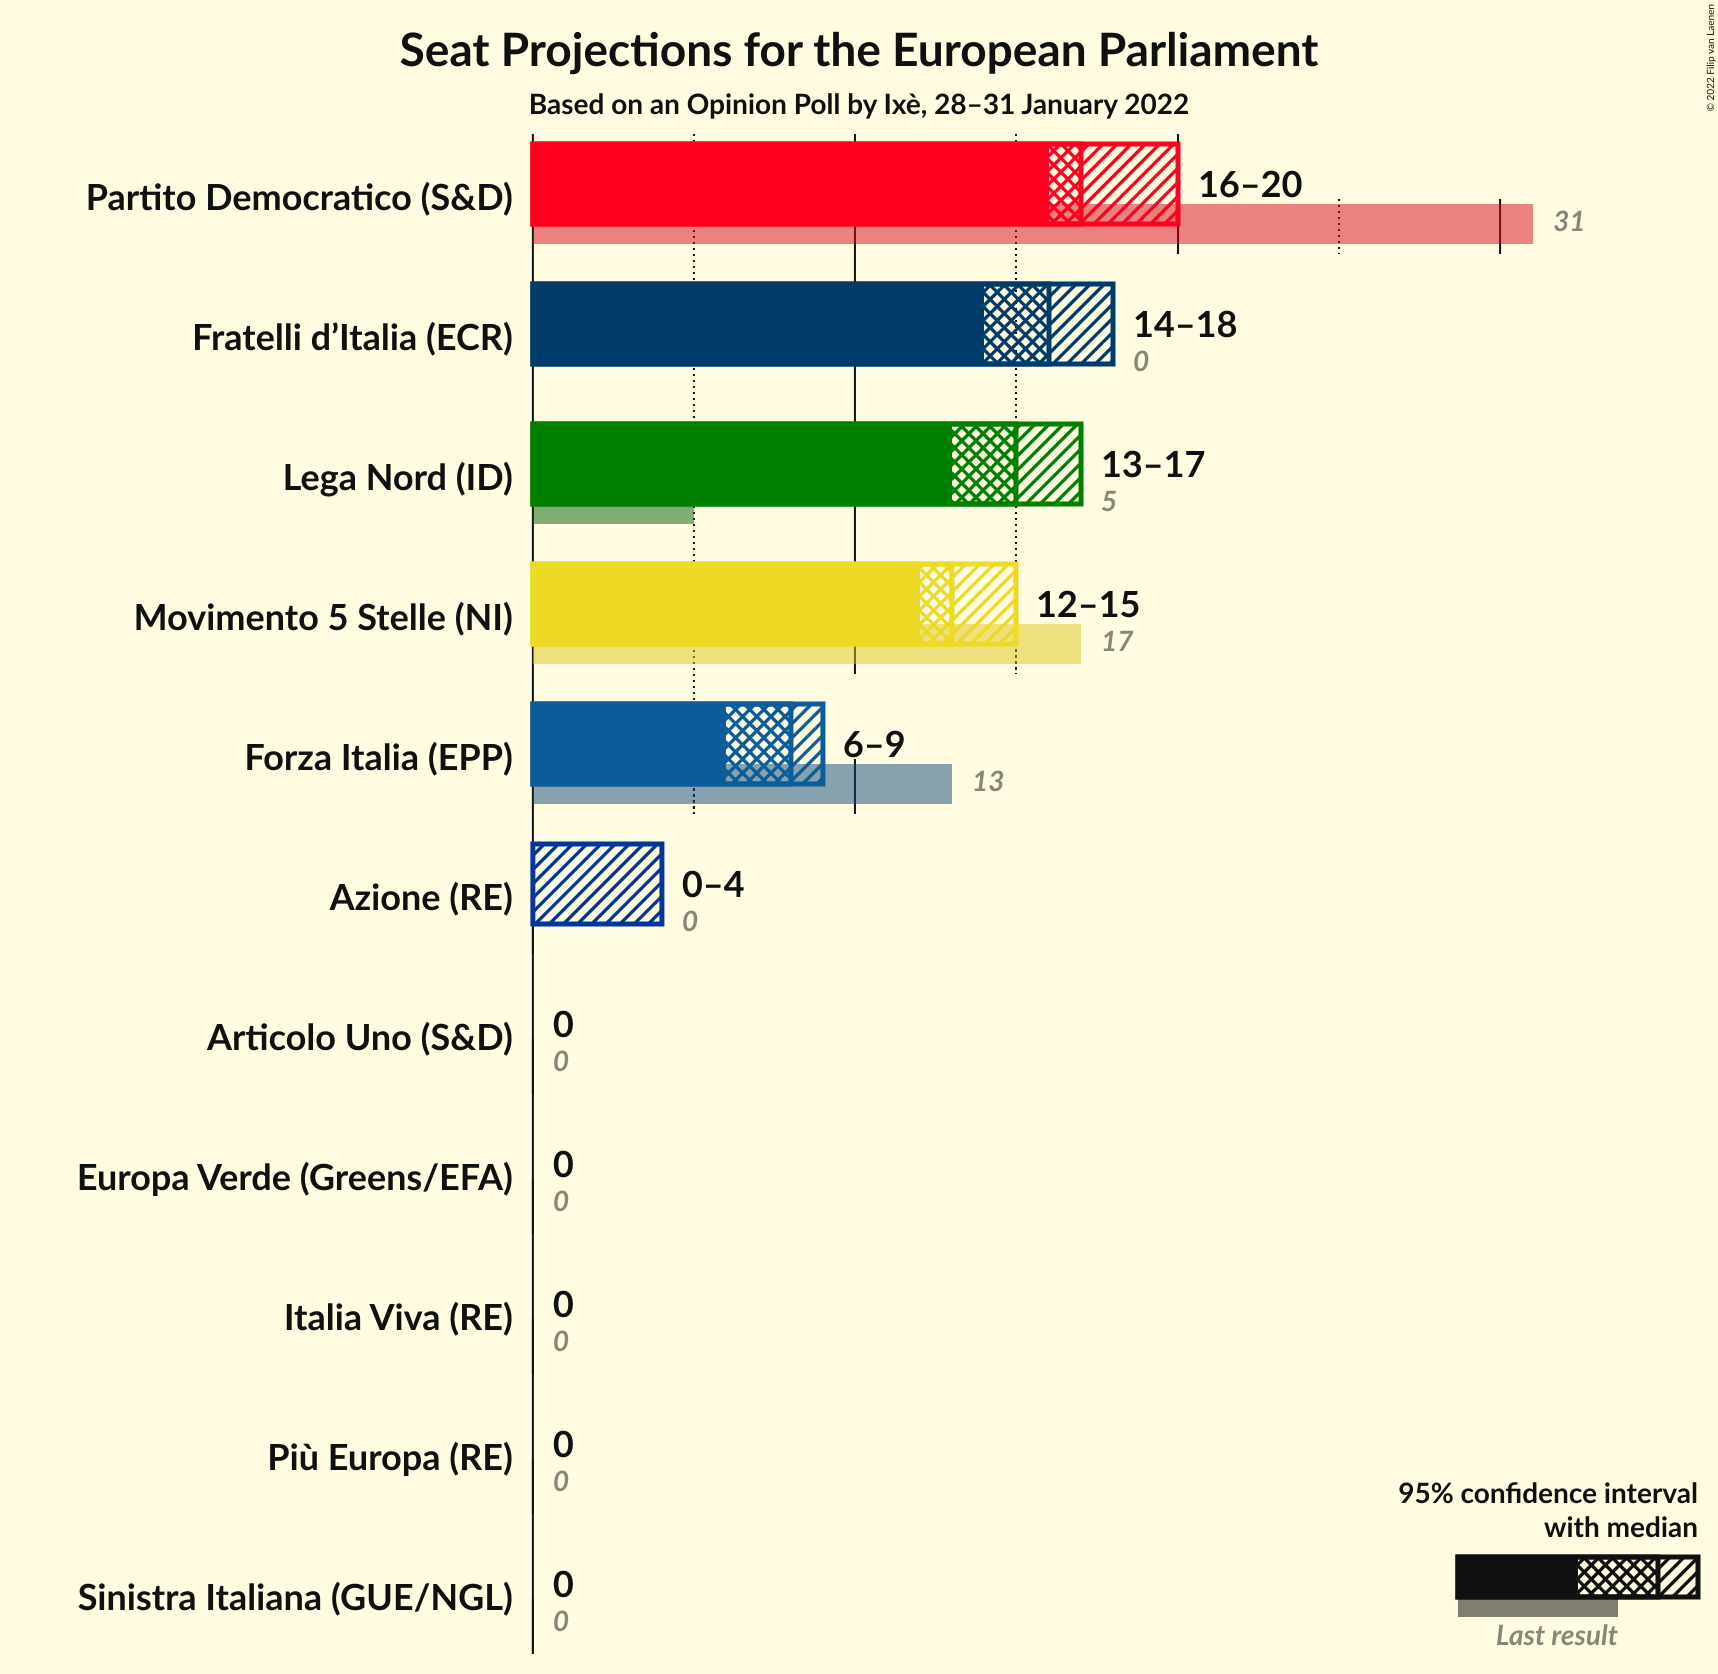 Seat Projections for the European Parliament
Based on an Opinion Poll by Ixè, 28–31 January 2022
© 2022 Filip van Laenen
Partito Democratico (S&D)
16–20
31
Fratelli d’Italia (ECR)
14–18
0
Lega Nord (ID)
13–17
5
Movimento 5 Stelle (NI)
12–15
17
Forza Italia (EPP)
6–9
13
Azione (RE)
0–4
0
Articolo Uno (S&D)
0
0
Europa Verde (Greens/EFA)
0
0
Italia Viva (RE)
0
0
Più Europa (RE)
0
0
Sinistra Italiana (GUE/NGL)
0
0
95% confidence interval
with median
Last result